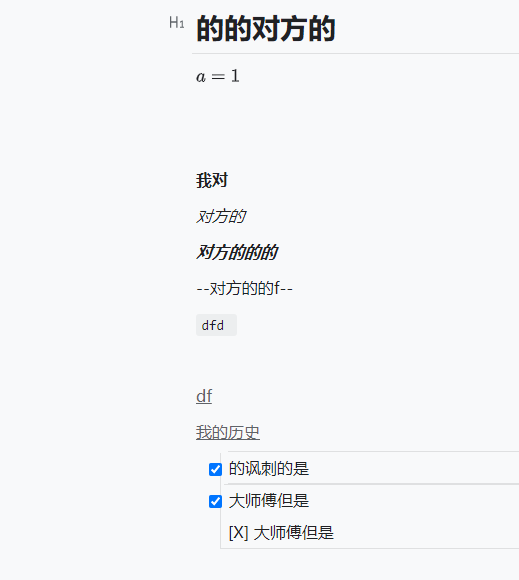 H1 的的对方的
a = 1
我对
对方的
对方的的的
--对方的的f--
dfd
df
我的历史
的讽刺的是
大师傅但是
[X] 大师傅但是